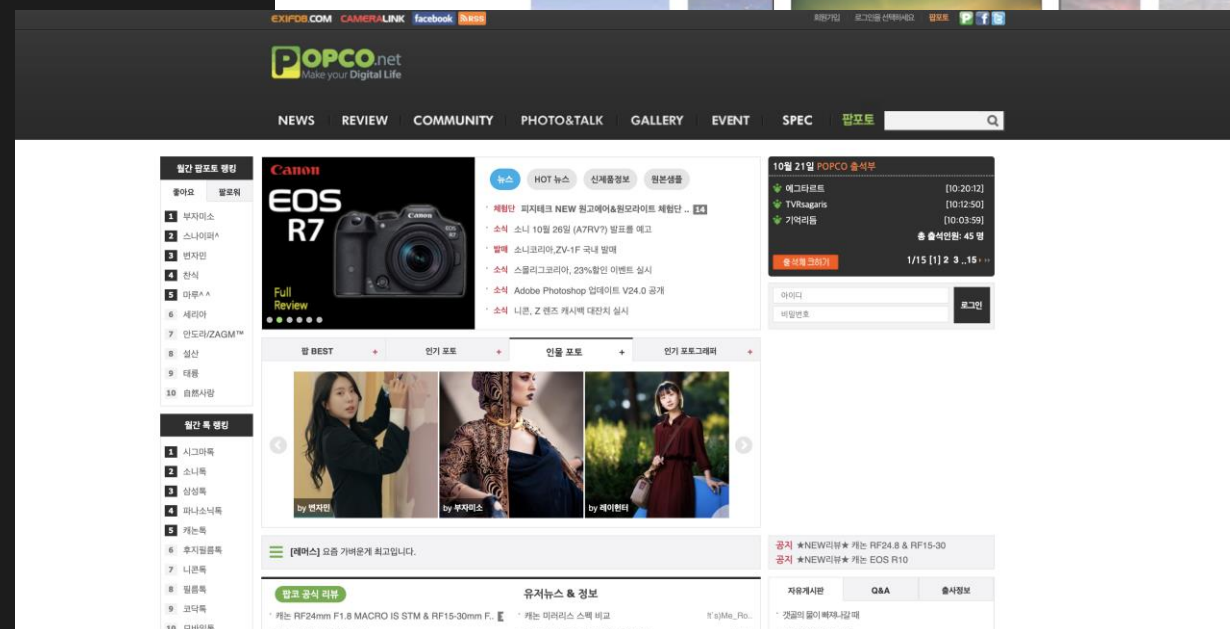 EXIFDB.COM CAMERALINK facebook RSS
회원가입 로그인을 선택하세요 팝포토
POPCO.net
Make your Digital Life
NEWS REVIEW COMMUNITY PHOTO&TALK GALLERY EVENT SPEC 팝포토
월간 팝포토 랭킹
좋아요 팔로워
1 부자미소
2 스나이퍼^
3 변자민
4 찬식
5 마루^ ^
6 세리아
7 안도라/ZAGM™
8 설산
9 태릉
10 自然사랑
월간 톡 랭킹
1 시그마톡
2 소니톡
3 삼성톡
4 파나소닉톡
5 캐논톡
6 후지필름톡
7 니콘톡
8 필름톡
9 코닥톡
10 모바일톡
Canon
EOS
R7
Canon
Full
Review
뉴스 HOT 뉴스 신제품정보 원본샘플
체험단 피지테크 NEW 원고에어&원모라이트 체험단 .. 14
소식 소니 10월 26일 (A7RV?) 발표를 예고
발매 소니코리아,ZV-1F 국내 발매
소식 스몰리그코리아, 23%할인 이벤트 실시
소식 Adobe Photoshop 업데이트 V24.0 공개
소식 니콘, Z 렌즈 캐시백 대잔치 실시
팝 BEST + 인기 포토 + 인물 포토 + 인기 포토그래퍼 +
by 변자민 by 부자미소 by 레이헌터
[레머스] 요즘 가벼운게 최고입니다.
팝코 공식 리뷰 유저뉴스 & 정보
캐논 RF24mm F1.8 MACRO IS STM & RF15-30mm F.. 캐논 미러리스 스펙 비교 It's)Me_Ro..
10월 21일 POPCO 출석부
에그타르트 [10:20:12]
TVRsagaris [10:12:50]
기억리듬 [10:03:59]
총 출석인원: 45 명
출석체크하기 1/15 [1] 2 3 ..15
아이디
비밀번호
로그인
공지 ★NEW리뷰★ 캐논 RF24.8 & RF15-30
공지 ★NEW리뷰★ 캐논 EOS R10
자유게시판 Q&A 출사정보
갯골의 물이 빠져나갈 때